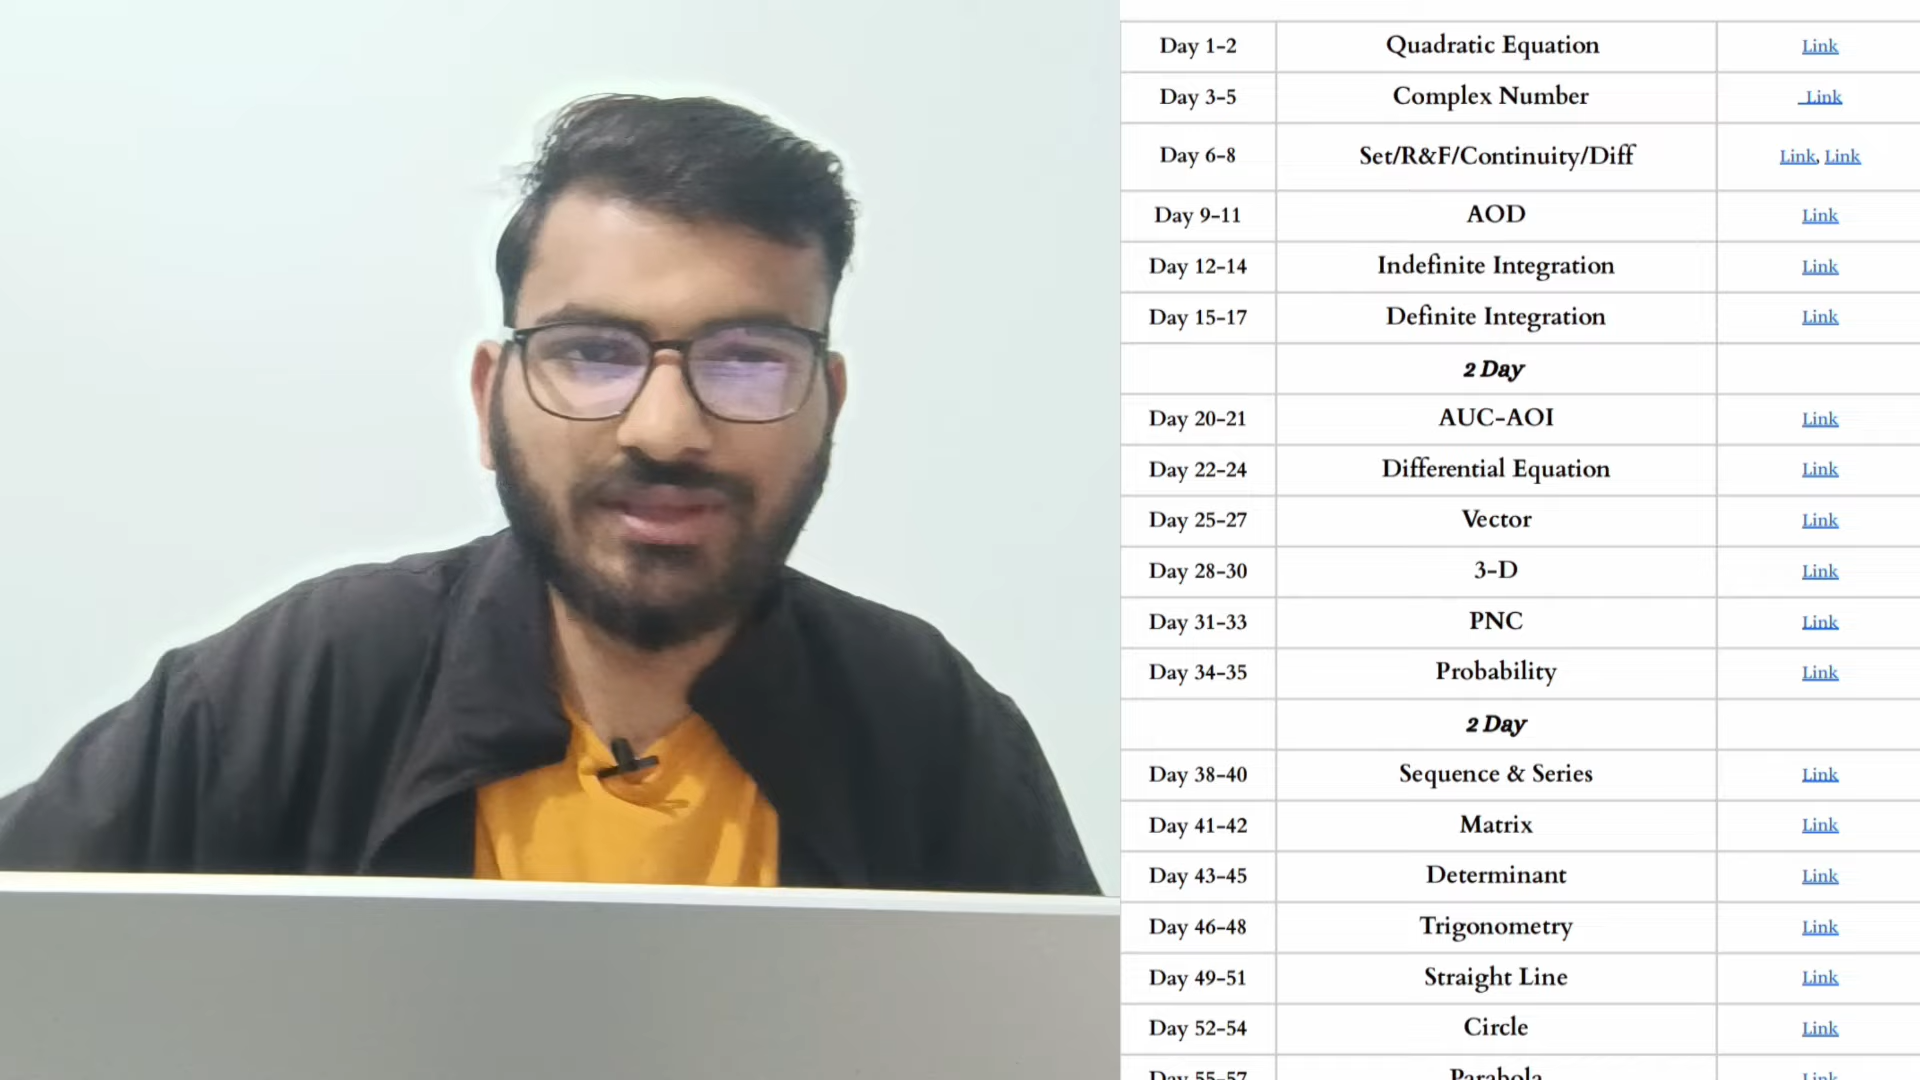 Day 1-2 Quadratic Equation Link
Day 3-5 Complex Number Link
Day 6-8 Set/R&F/Continuity/Diff Link, Link
Day 9-11 AOD Link
Day 12-14 Indefinite Integration Link
Day 15-17 Definite Integration Link
2 Day
Day 20-21 AUC-AOI Link
Day 22-24 Differential Equation Link
Day 25-27 Vector Link
Day 28-30 3-D Link
Day 31-33 PNC Link
Day 34-35 Probability Link
2 Day
Day 38-40 Sequence & Series Link
Day 41-42 Matrix Link
Day 43-45 Determinant Link
Day 46-48 Trigonometry Link
Day 49-51 Straight Line Link
Day 52-54 Circle Link
Day 55-57 Parabola Link